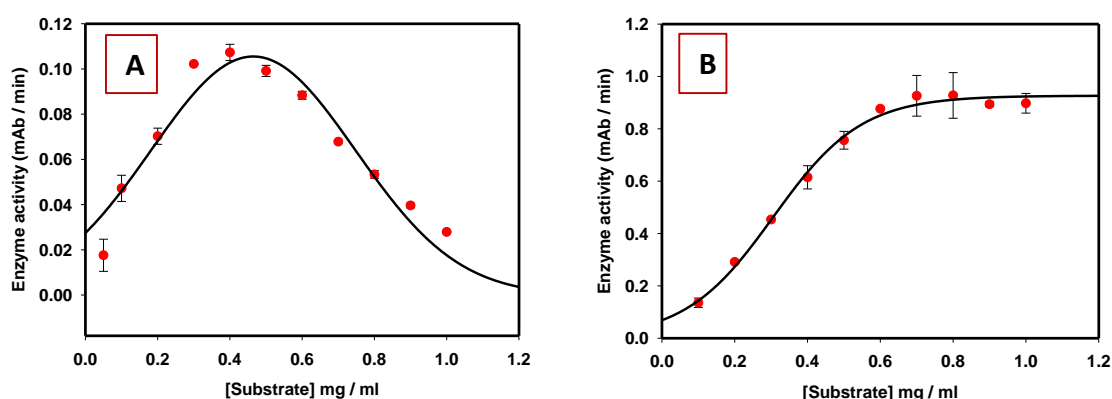 A
Enzyme activity (mAb / min)
0.12
0.10
0.08
0.06
0.04
0.02
0.00
0.0 0.2 0.4 0.6 0.8 1.0 1.2
[Substrate] mg / ml
B
Enzyme activity (mAb / min)
1.2
1.0
0.8
0.6
0.4
0.2
0.0
0.0 0.2 0.4 0.6 0.8 1.0 1.2
[Substrate] mg / ml